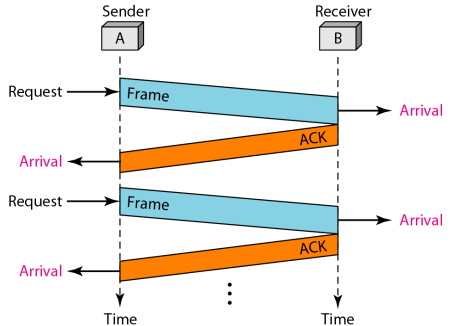 Sender
Receiver
A
B
Request
Frame
Arrival
ACK
Arrival
Request
Frame
Arrival
ACK
Arrival
Time
Time